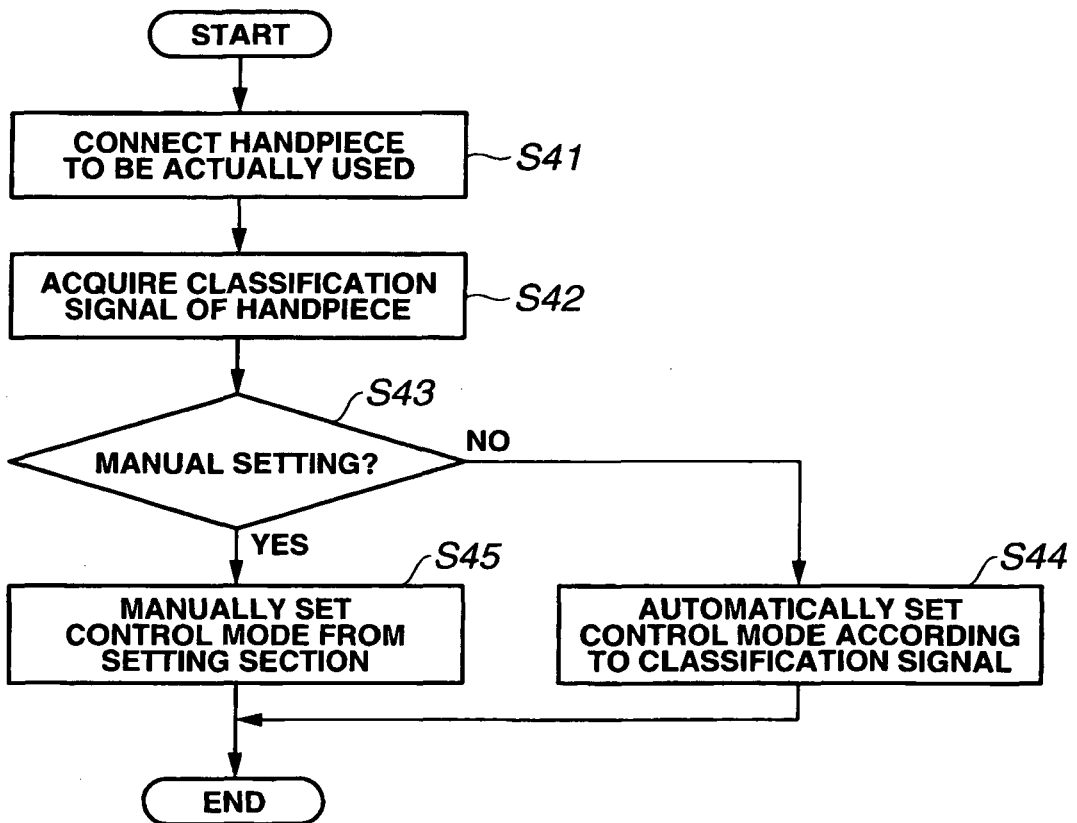 START
CONNECT HANDPIECE
TO BE ACTUALLY USED
S41
ACQUIRE CLASSIFICATION
SIGNAL OF HANDPIECE
S42
S43
MANUAL SETTING?
NO
YES
S45
MANUALLY SET
CONTROL MODE FROM
SETTING SECTION
S44
AUTOMATICALLY SET
CONTROL MODE ACCORDING
TO CLASSIFICATION SIGNAL
END